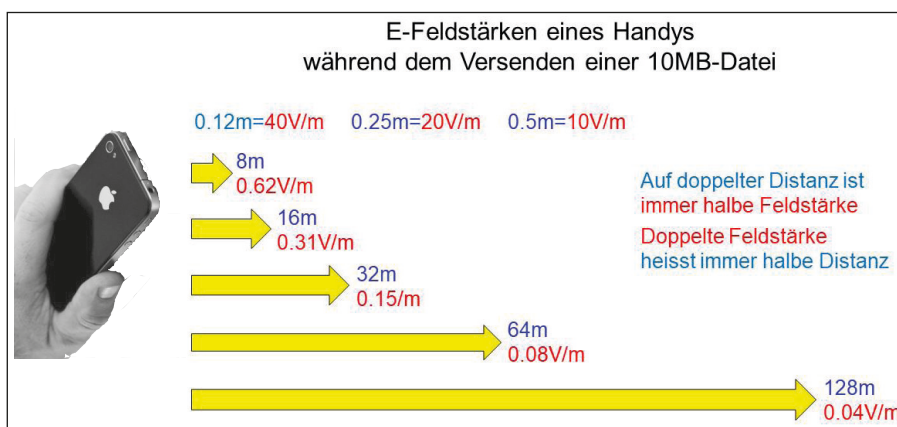 E-Feldstärken eines Handys
während dem Versenden einer 10MB-Datei
0.12m=40V/m 0.25m=20V/m 0.5m=10V/m
8m
0.62V/m
16m
0.31V/m
32m
0.15/m
64m
0.08V/m
128m
0.04V/m
Auf doppelter Distanz ist
immer halbe Feldstärke
Doppelte Feldstärke
heisst immer halbe Distanz